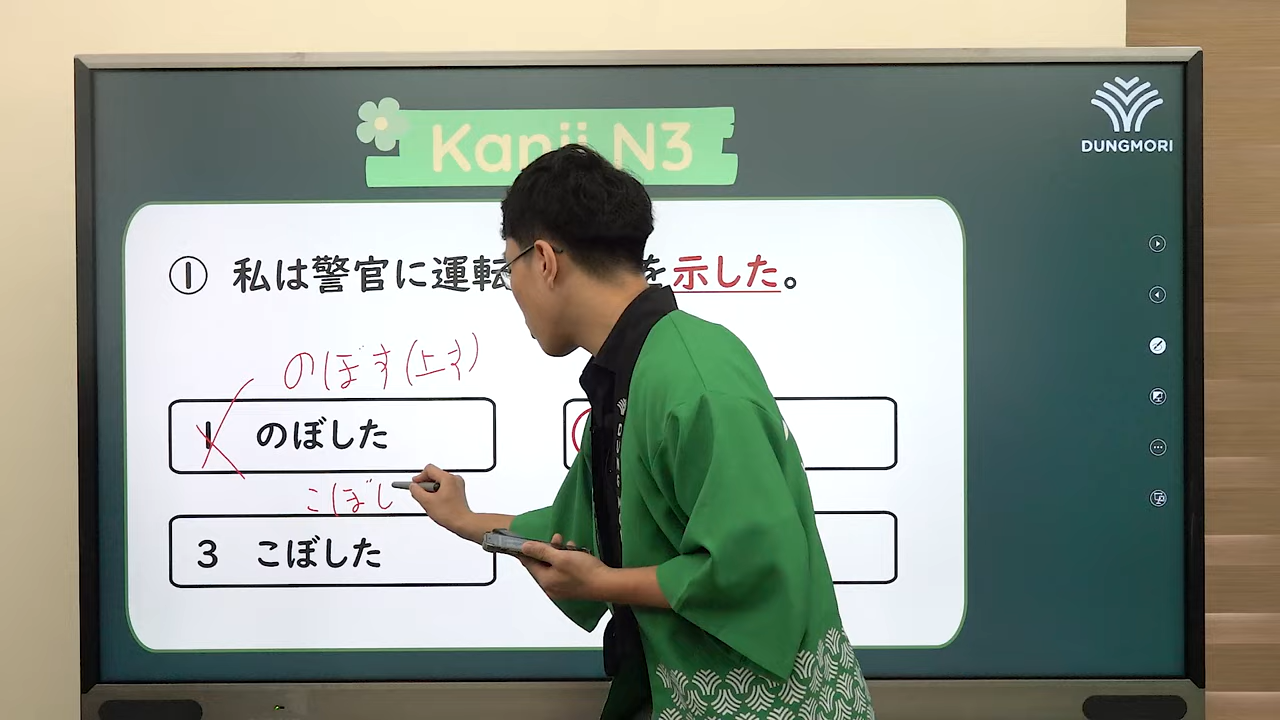 Kanji N3
DUNGMORI
① 私は警官に運転 を示した。
のぼす(上す)
1 のぼした
こぼし
3 こぼした